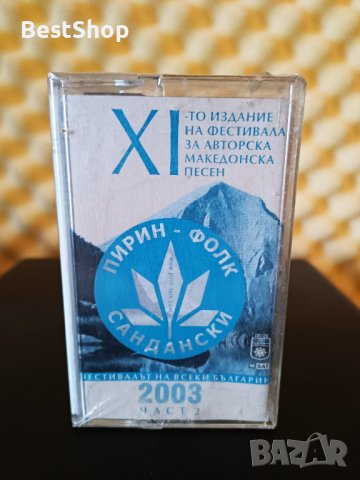 BestShop
XI
-ТО ИЗДАНИЕ
НА ФЕСТИВАЛА
ЗА АВТОРСКА
МАКЕДОНСКА
ПЕСЕН
ПИРИН - ФОЛК
САНДАНСКИ
ФЕСТИВАЛЪТ НА ВСЕКИ БЪЛГАРИН
2003
ЧАСТ 2
BAZAR